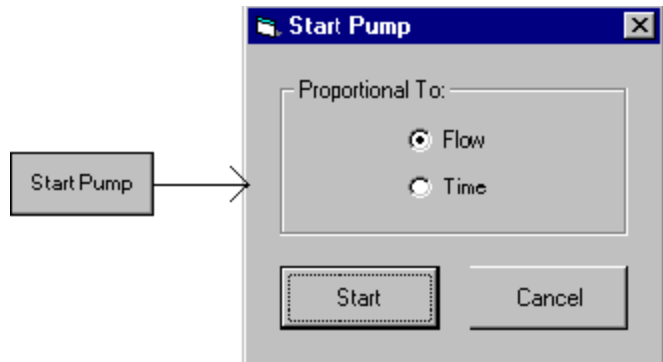 Start Pump
Start Pump
Proportional To:
Flow
Time
Start
Cancel